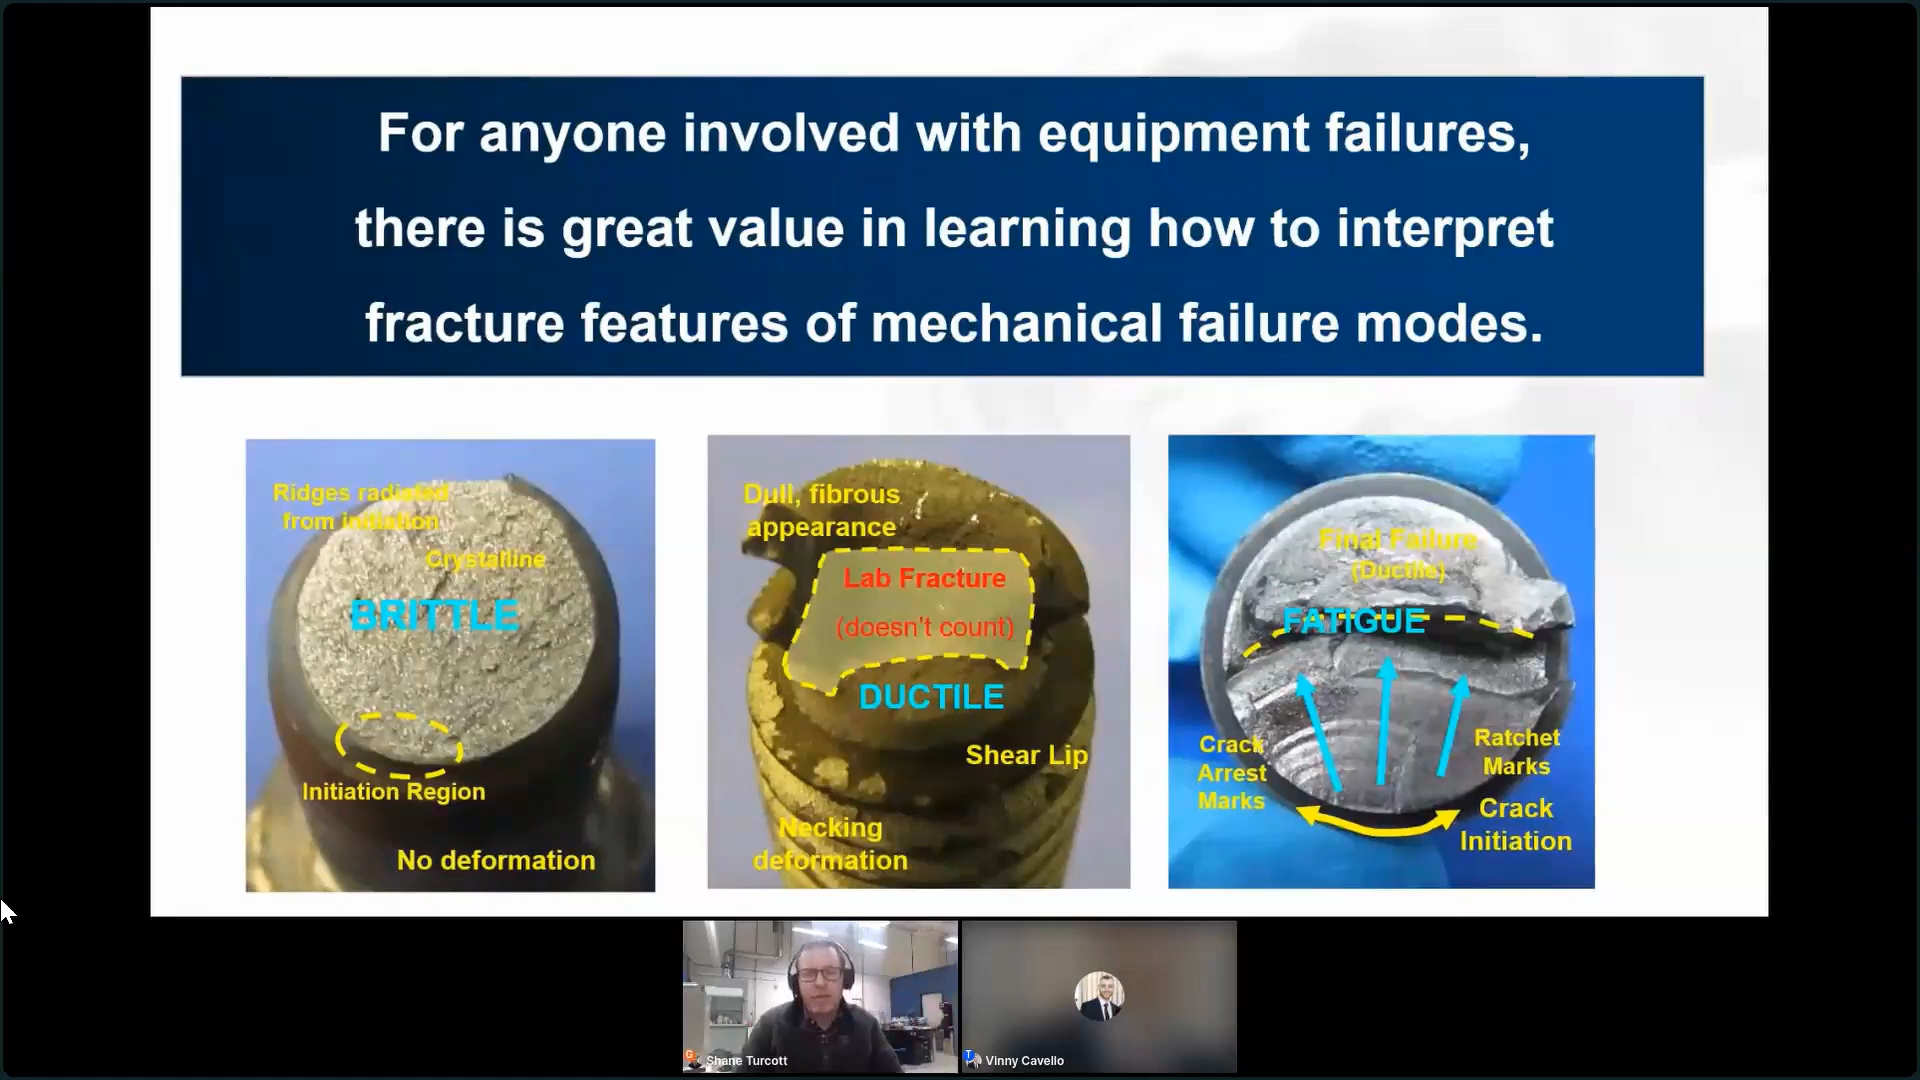 For anyone involved with equipment failures,
there is great value in learning how to interpret
fracture features of mechanical failure modes.
Ridges radiated
from initiation
Crystalline
BRITTLE
Initiation Region
No deformation
Dull, fibrous
appearance
Lab Fracture
(doesn't count)
DUCTILE
Shear Lip
Necking
deformation
Final Failure
(Ductile)
FATIGUE
Crack
Arrest
Marks
Ratchet
Marks
Crack
Initiation
Shane Turcott
Vinny Cavello